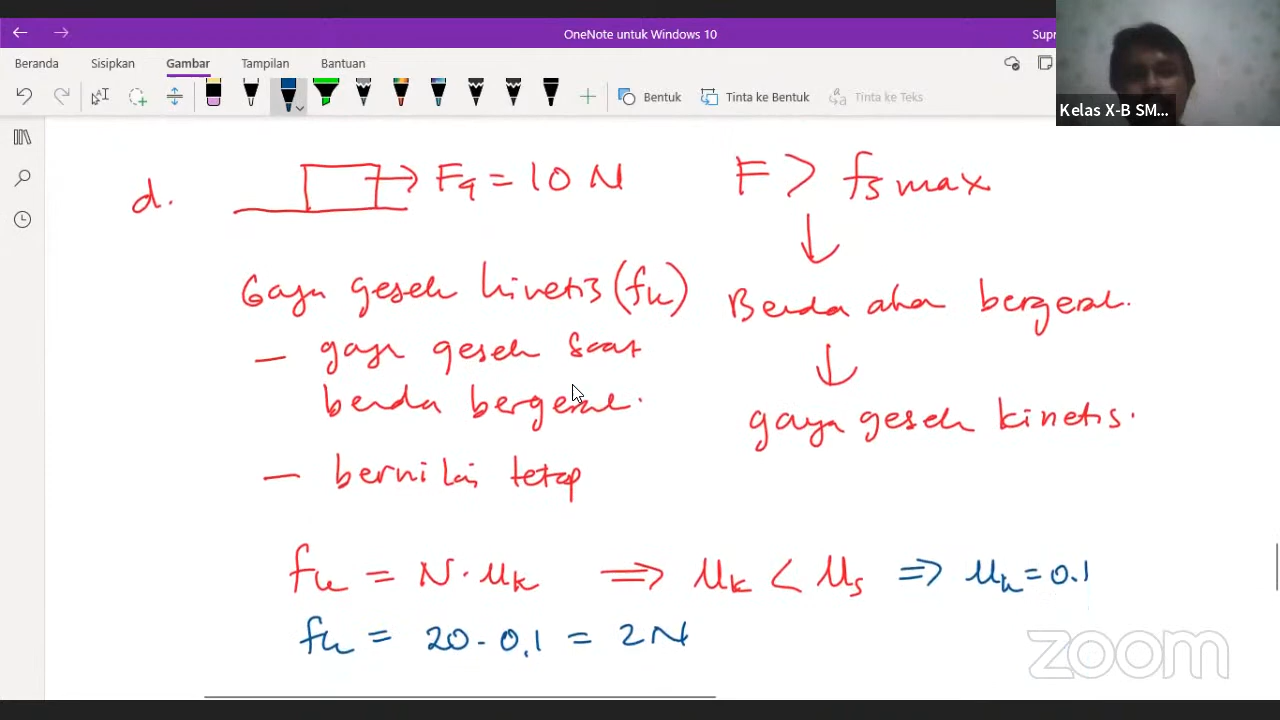 OneNote untuk Windows 10
Supr
Beranda Sisipkan Gambar Tampilan Bantuan
Bentuk Tinta ke Bentuk Tinta ke Teks
Kelas X-B SM...
d. F₄ = 10 N
F > fs max
Benda akan bergerak.
gaya gesek kinetis.
Gaya gesek kinetis (fk)
- gaya gesek saat
benda bergerak.
- bernilai tetap
fk = N . μk ⇒ μk < μs ⇒ μk = 0.1
fk = 20 . 0,1 = 2 N
zoom